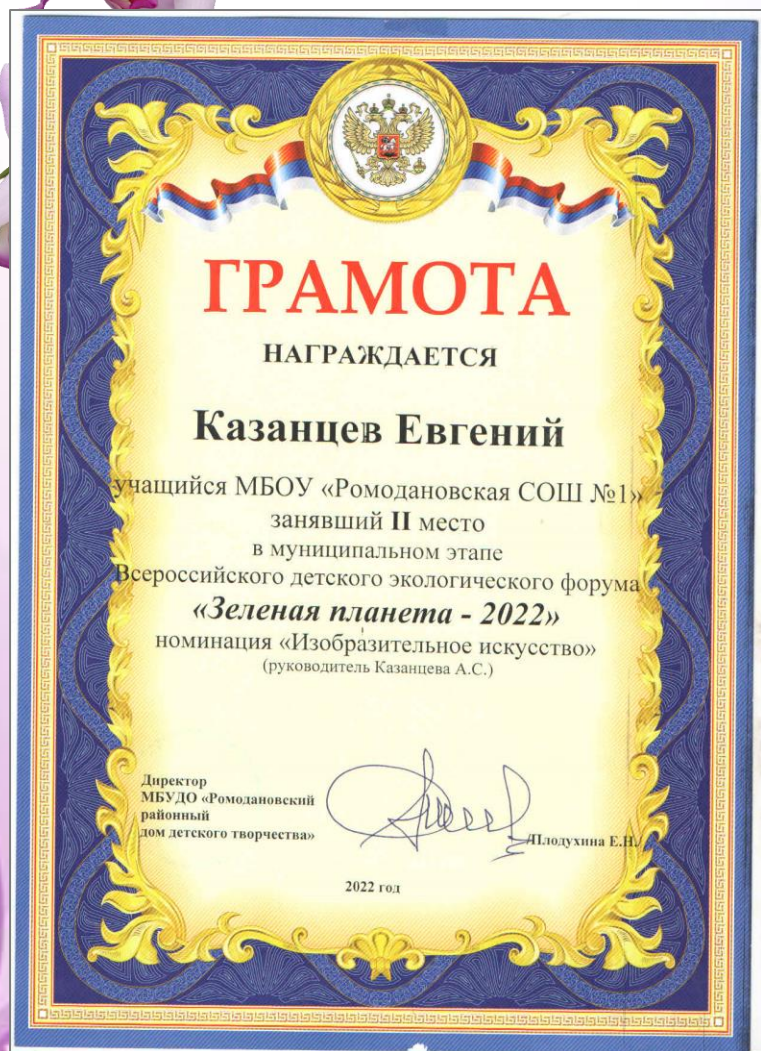 ГРАМОТА
НАГРАЖДАЕТСЯ
Казанцев Евгений
учащийся МБОУ «Ромодановская СОШ №1»
занявший II место
в муниципальном этапе
Всероссийского детского экологического форума
«Зеленая планета - 2022»
номинация «Изобразительное искусство»
(руководитель Казанцева А.С.)
Директор
МБУДО «Ромодановский
районный
дом детского творчества»
/Плодухина Е.Н./
2022 год